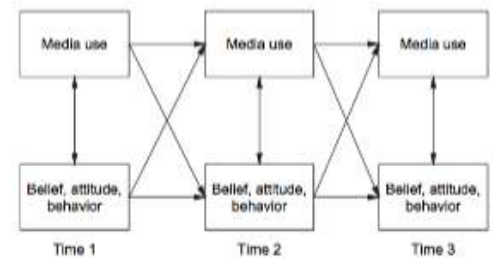 Media use
Media use
Media use
Belief, attitude,
behavior
Belief, attitude,
behavior
Belief, attitude,
behavior
Time 1
Time 2
Time 3